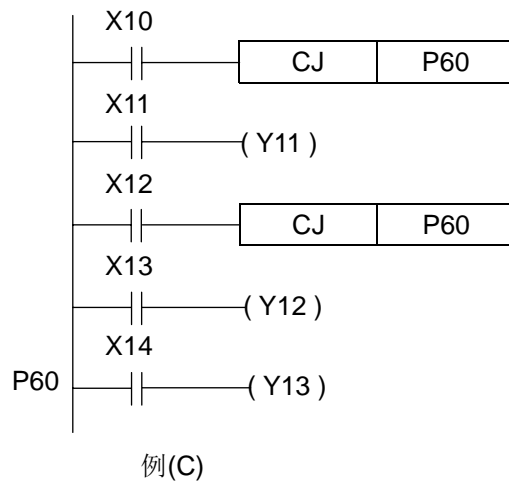 X10
CJ P60
X11
( Y11 )
X12
CJ P60
X13
( Y12 )
X14
P60 ( Y13 )
例(C)